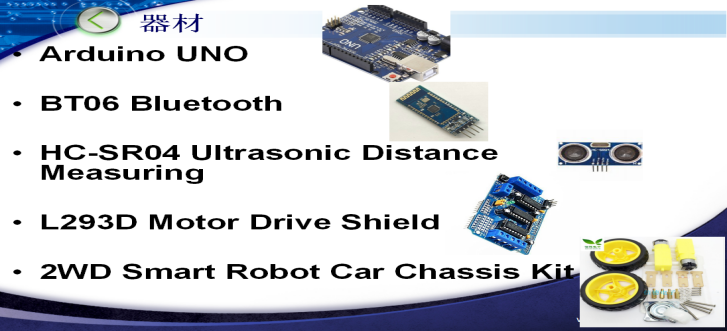 器材
• Arduino UNO
UNO
• BT06 Bluetooth
• HC-SR04 Ultrasonic Distance
Measuring
• L293D Motor Drive Shield
• 2WD Smart Robot Car Chassis Kit